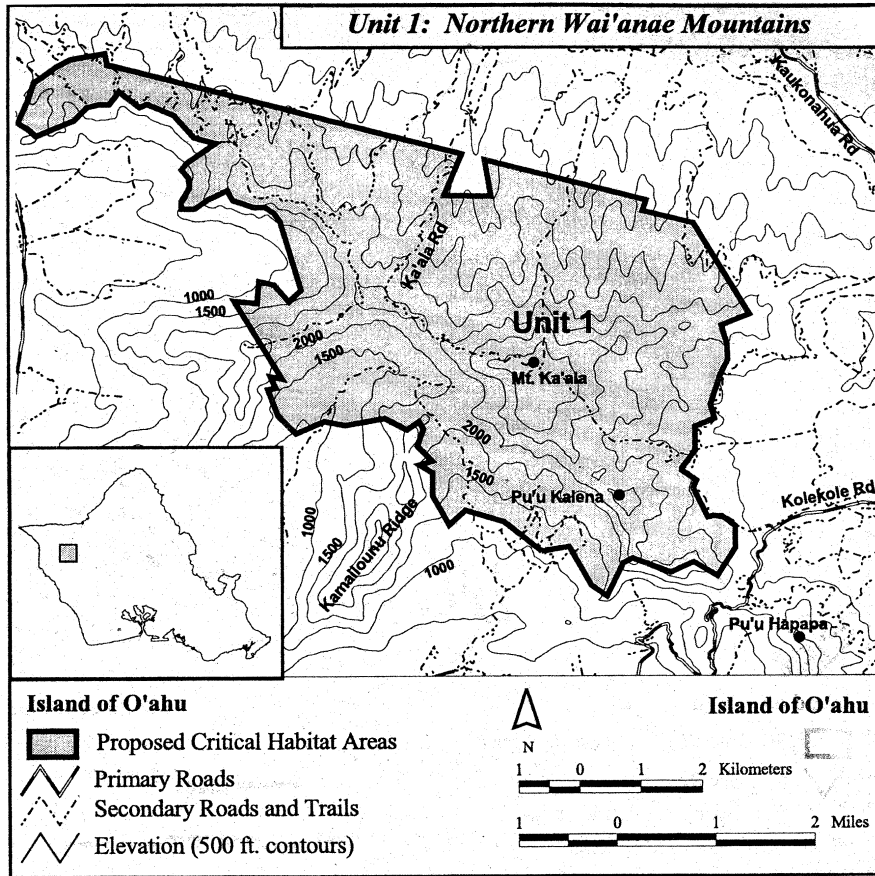 Unit 1: Northern Wai'anae Mountains
Kaukonahua Rd
Ka'ala Rd
1000
1500
Unit 1
2000
1500
Mt. Ka'ala
2000
1500
Pu'u Kalena
Kolekole Rd
1000
1500
Kamaliounu Ridge
1000
Pu'u Hapapa
Island of O'ahu
Proposed Critical Habitat Areas
Primary Roads
Secondary Roads and Trails
Elevation (500 ft. contours)
N
Island of O'ahu
1 0 1 2 Kilometers
1 0 1 2 Miles